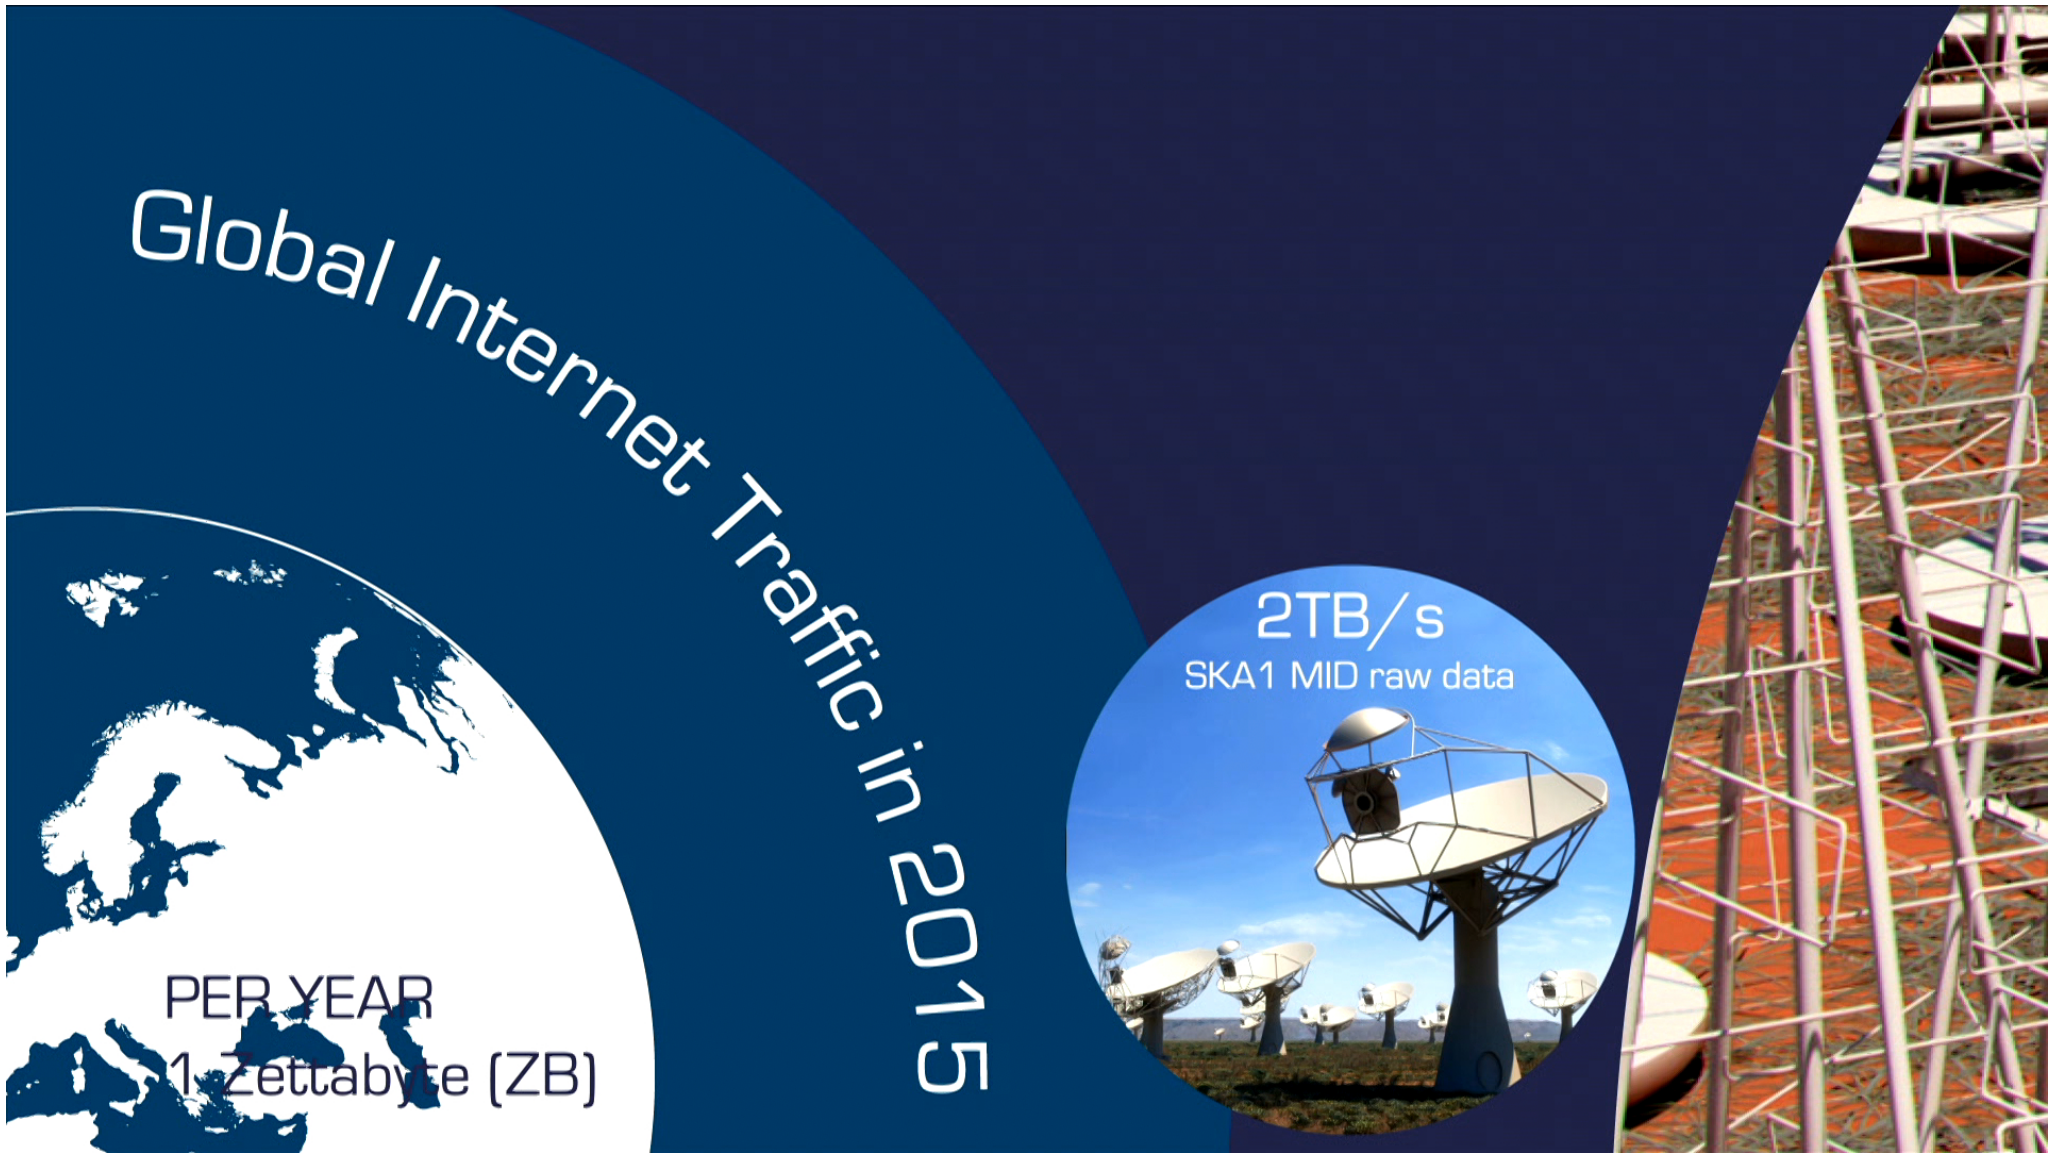 Global Internet Traffic in 2015
2TB/s
SKA1 MID raw data
PER YEAR
1 Zettabyte (ZB)